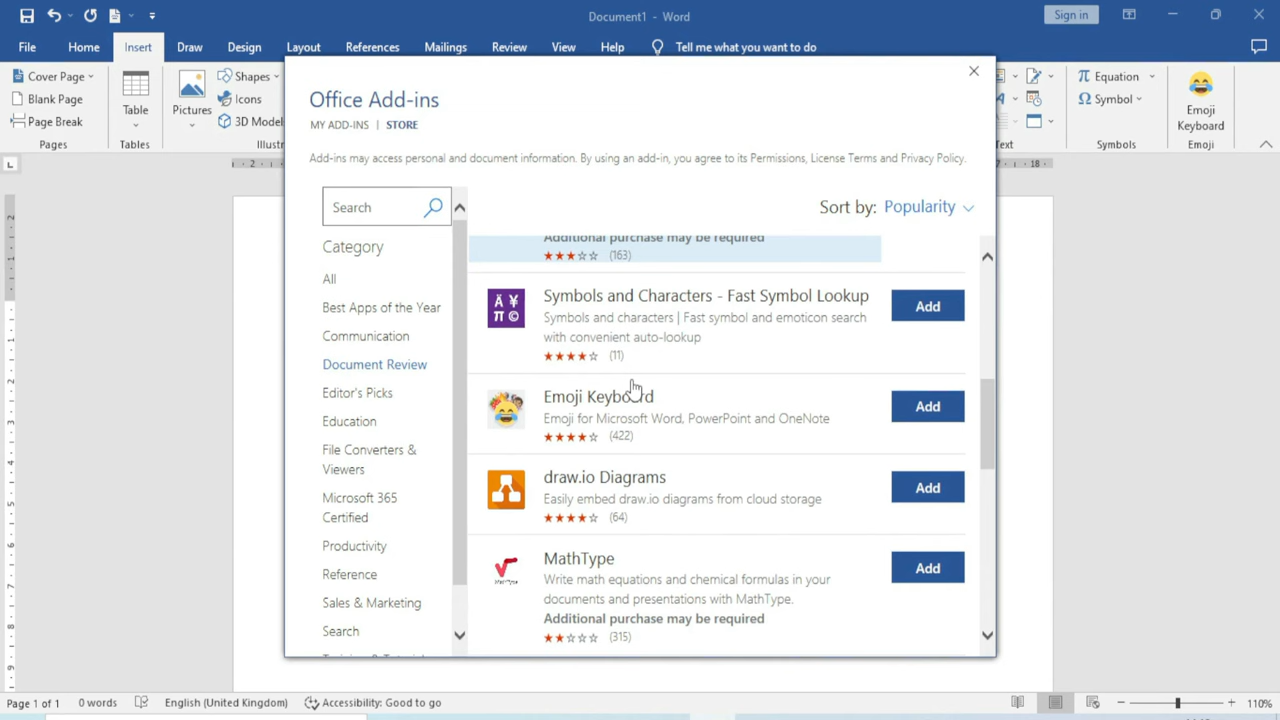 Document1 - Word
Sign in
File Home Insert Draw Design Layout References Mailings Review View Help Tell me what you want to do
Cover Page
Blank Page
Page Break
Pages
Table
Tables
Pictures
Shapes
Icons
3D Model
Illustr
Text
Equation
Symbol
Symbols
Emoji
Keyboard
Emoji
Office Add-ins
MY ADD-INS | STORE
Add-ins may access personal and document information. By using an add-in, you agree to its Permissions, License Terms and Privacy Policy.
Search
Sort by: Popularity
Category
All
Best Apps of the Year
Communication
Document Review
Editor's Picks
Education
File Converters &
Viewers
Microsoft 365
Certified
Productivity
Reference
Sales & Marketing
Search
Additional purchase may be required
(163)
Symbols and Characters - Fast Symbol Lookup
Symbols and characters | Fast symbol and emoticon search
with convenient auto-lookup
(11)
Add
Emoji Keyboard
Emoji for Microsoft Word, PowerPoint and OneNote
(422)
Add
draw.io Diagrams
Easily embed draw.io diagrams from cloud storage
(64)
Add
MathType
Write math equations and chemical formulas in your
documents and presentations with MathType.
Additional purchase may be required
(315)
Add
Page 1 of 1 0 words English (United Kingdom) Accessibility: Good to go 110%